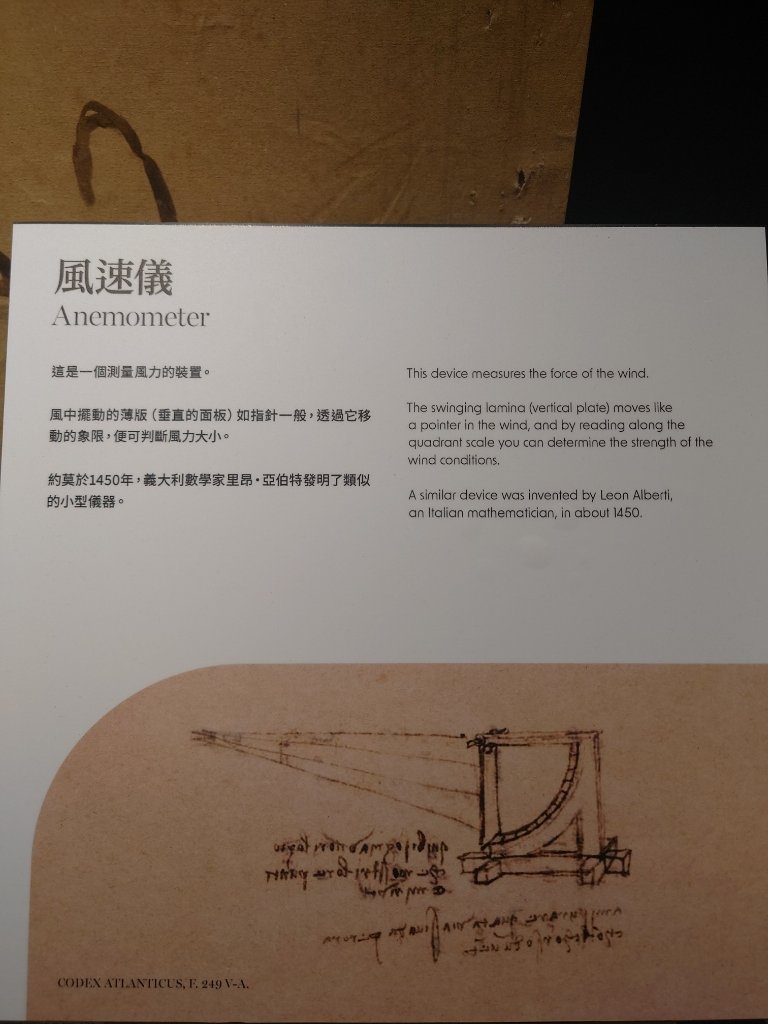 風速儀
Anemometer
這是一個測量風力的裝置。
風中擺動的薄版（垂直的面板）如指針一般，透過它移
動的象限，便可判斷風力大小。
約莫於1450年，義大利數學家里昂·亞伯特發明了類似
的小型儀器。
This device measures the force of the wind.
The swinging lamina (vertical plate) moves like
a pointer in the wind, and by reading along the
quadrant scale you can determine the strength of the
wind conditions.
A similar device was invented by Leon Alberti,
an Italian mathematician, in about 1450.
CODEX ATLANTICUS, F. 249 V-A.